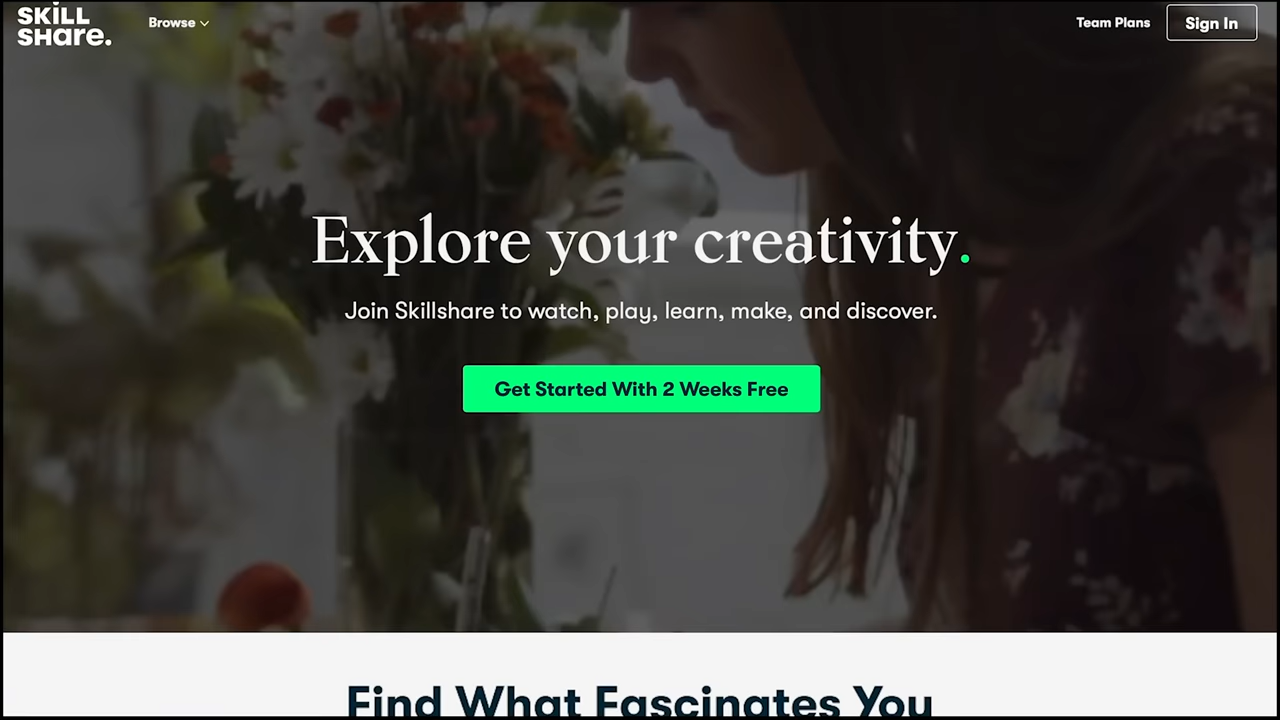 SKILL
SHare.
Browse
Team Plans
Sign In
Explore your creativity.
Join Skillshare to watch, play, learn, make, and discover.
Get Started With 2 Weeks Free
Find What Fascinates You